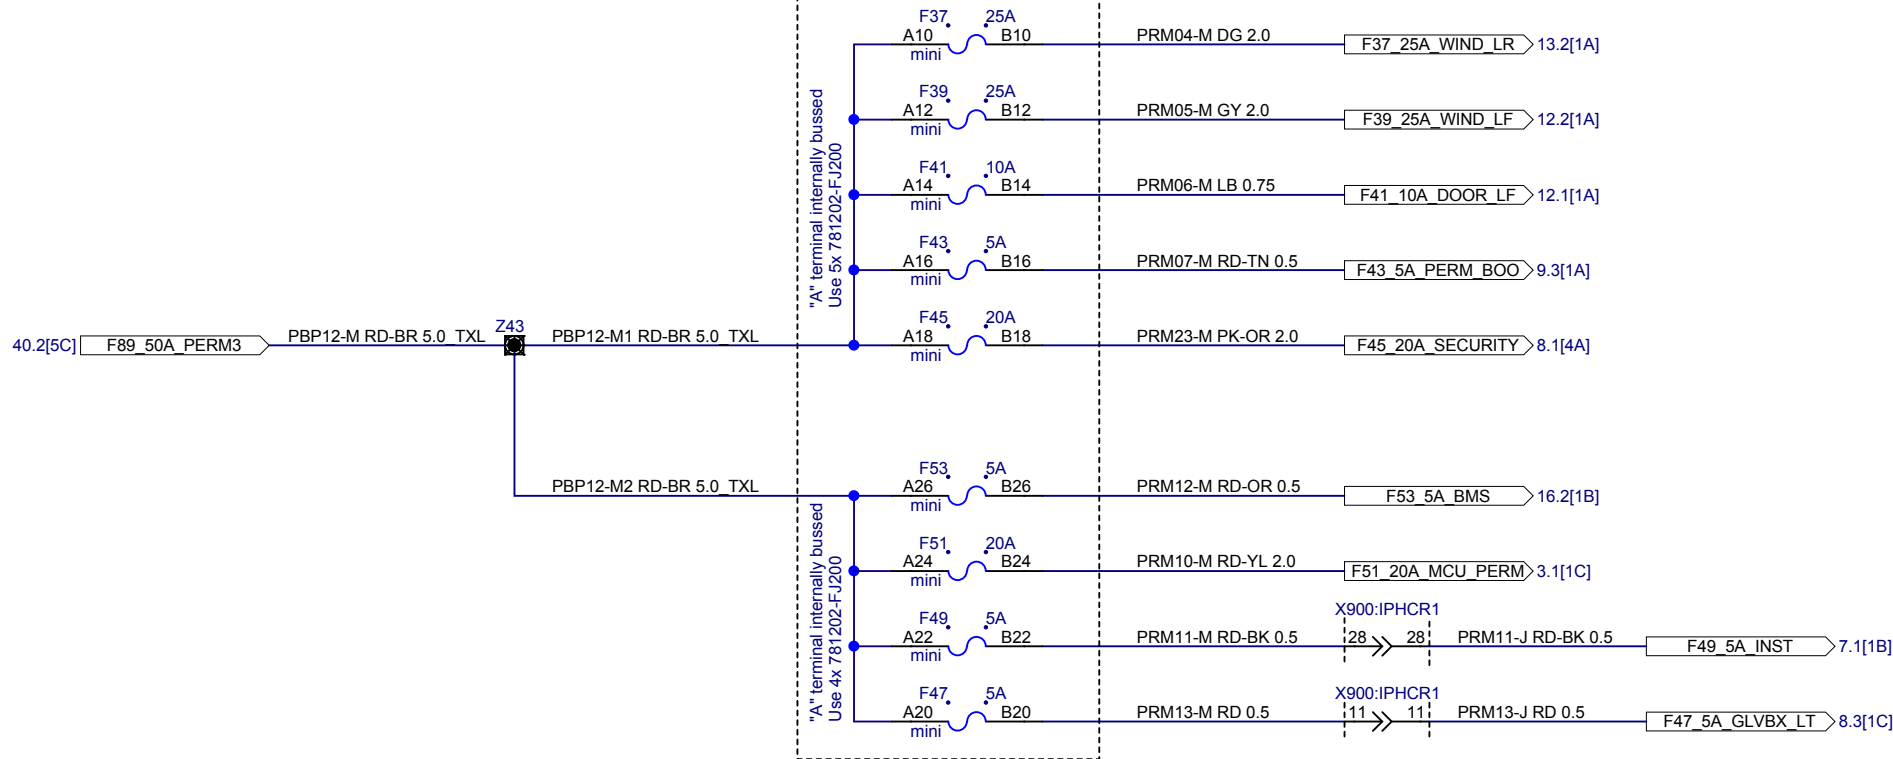 F37 25A
A10 B10 PRM04-M DG 2.0 F37_25A_WIND_LR 13.2[1A]
mini
F39 25A
A12 B12 PRM05-M GY 2.0 F39_25A_WIND_LF 12.2[1A]
mini
"A" terminal internally bussed
Use 5x 781202-FJ200
F41 10A
A14 B14 PRM06-M LB 0.75 F41_10A_DOOR_LF 12.1[1A]
mini
F43 5A
A16 B16 PRM07-M RD-TN 0.5 F43_5A_PERM_BOO 9.3[1A]
mini
F45 20A
Z43
40.2[5C] F89_50A_PERM3 PBP12-M RD-BR 5.0_TXL PBP12-M1 RD-BR 5.0_TXL A18 B18 PRM23-M PK-OR 2.0 F45_20A_SECURITY 8.1[4A]
mini
F53 5A
PBP12-M2 RD-BR 5.0_TXL A26 B26 PRM12-M RD-OR 0.5 F53_5A_BMS 16.2[1B]
mini
"A" terminal internally bussed
Use 4x 781202-FJ200
F51 20A
A24 B24 PRM10-M RD-YL 2.0 F51_20A_MCU_PERM 3.1[1C]
mini
F49 5A X900:IPHCR1
A22 B22 PRM11-M RD-BK 0.5 28 28 PRM11-J RD-BK 0.5 F49_5A_INST 7.1[1B]
mini
F47 5A X900:IPHCR1
A20 B20 PRM13-M RD 0.5 11 11 PRM13-J RD 0.5 F47_5A_GLVBX_LT 8.3[1C]
mini